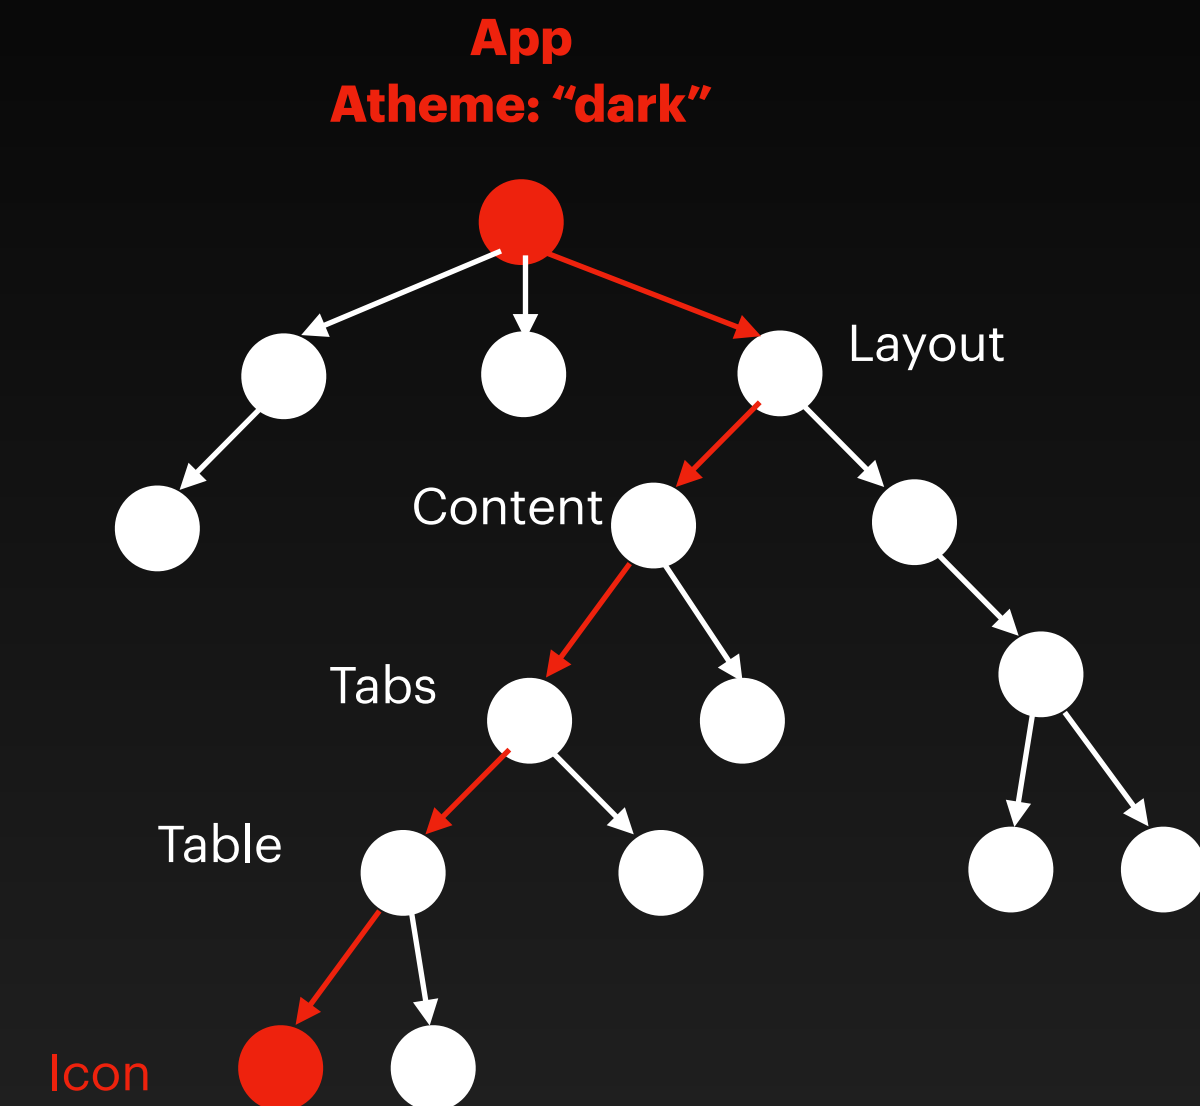 App
Atheme: “dark”
Layout
Content
Tabs
Table
Icon